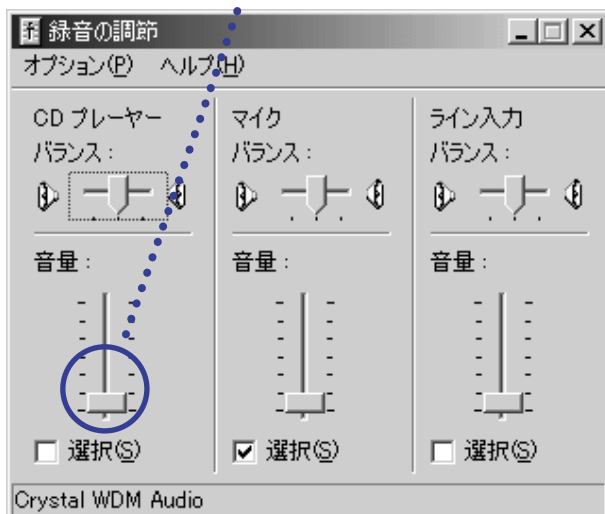 録音の調節
オプション(P) ヘルプ(H)
CD プレーヤー マイク ライン入力
バランス： バランス： バランス：
音量： 音量： 音量：
選択(S) 選択(S) 選択(S)
Crystal WDM Audio